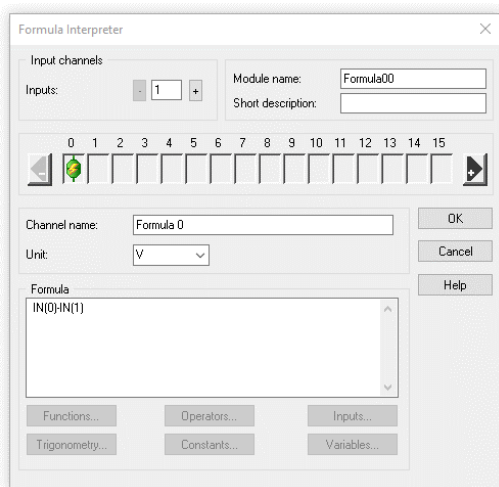 Formula Interpreter
Input channels
Inputs:
- 1 +
Module name: Formula00
Short description:
0 1 2 3 4 5 6 7 8 9 10 11 12 13 14 15
- +
Channel name: Formula 0
Unit: V
OK
Cancel
Help
Formula
IN(0)-IN(1)
Functions... Operators... Inputs...
Trigonometry... Constants... Variables...